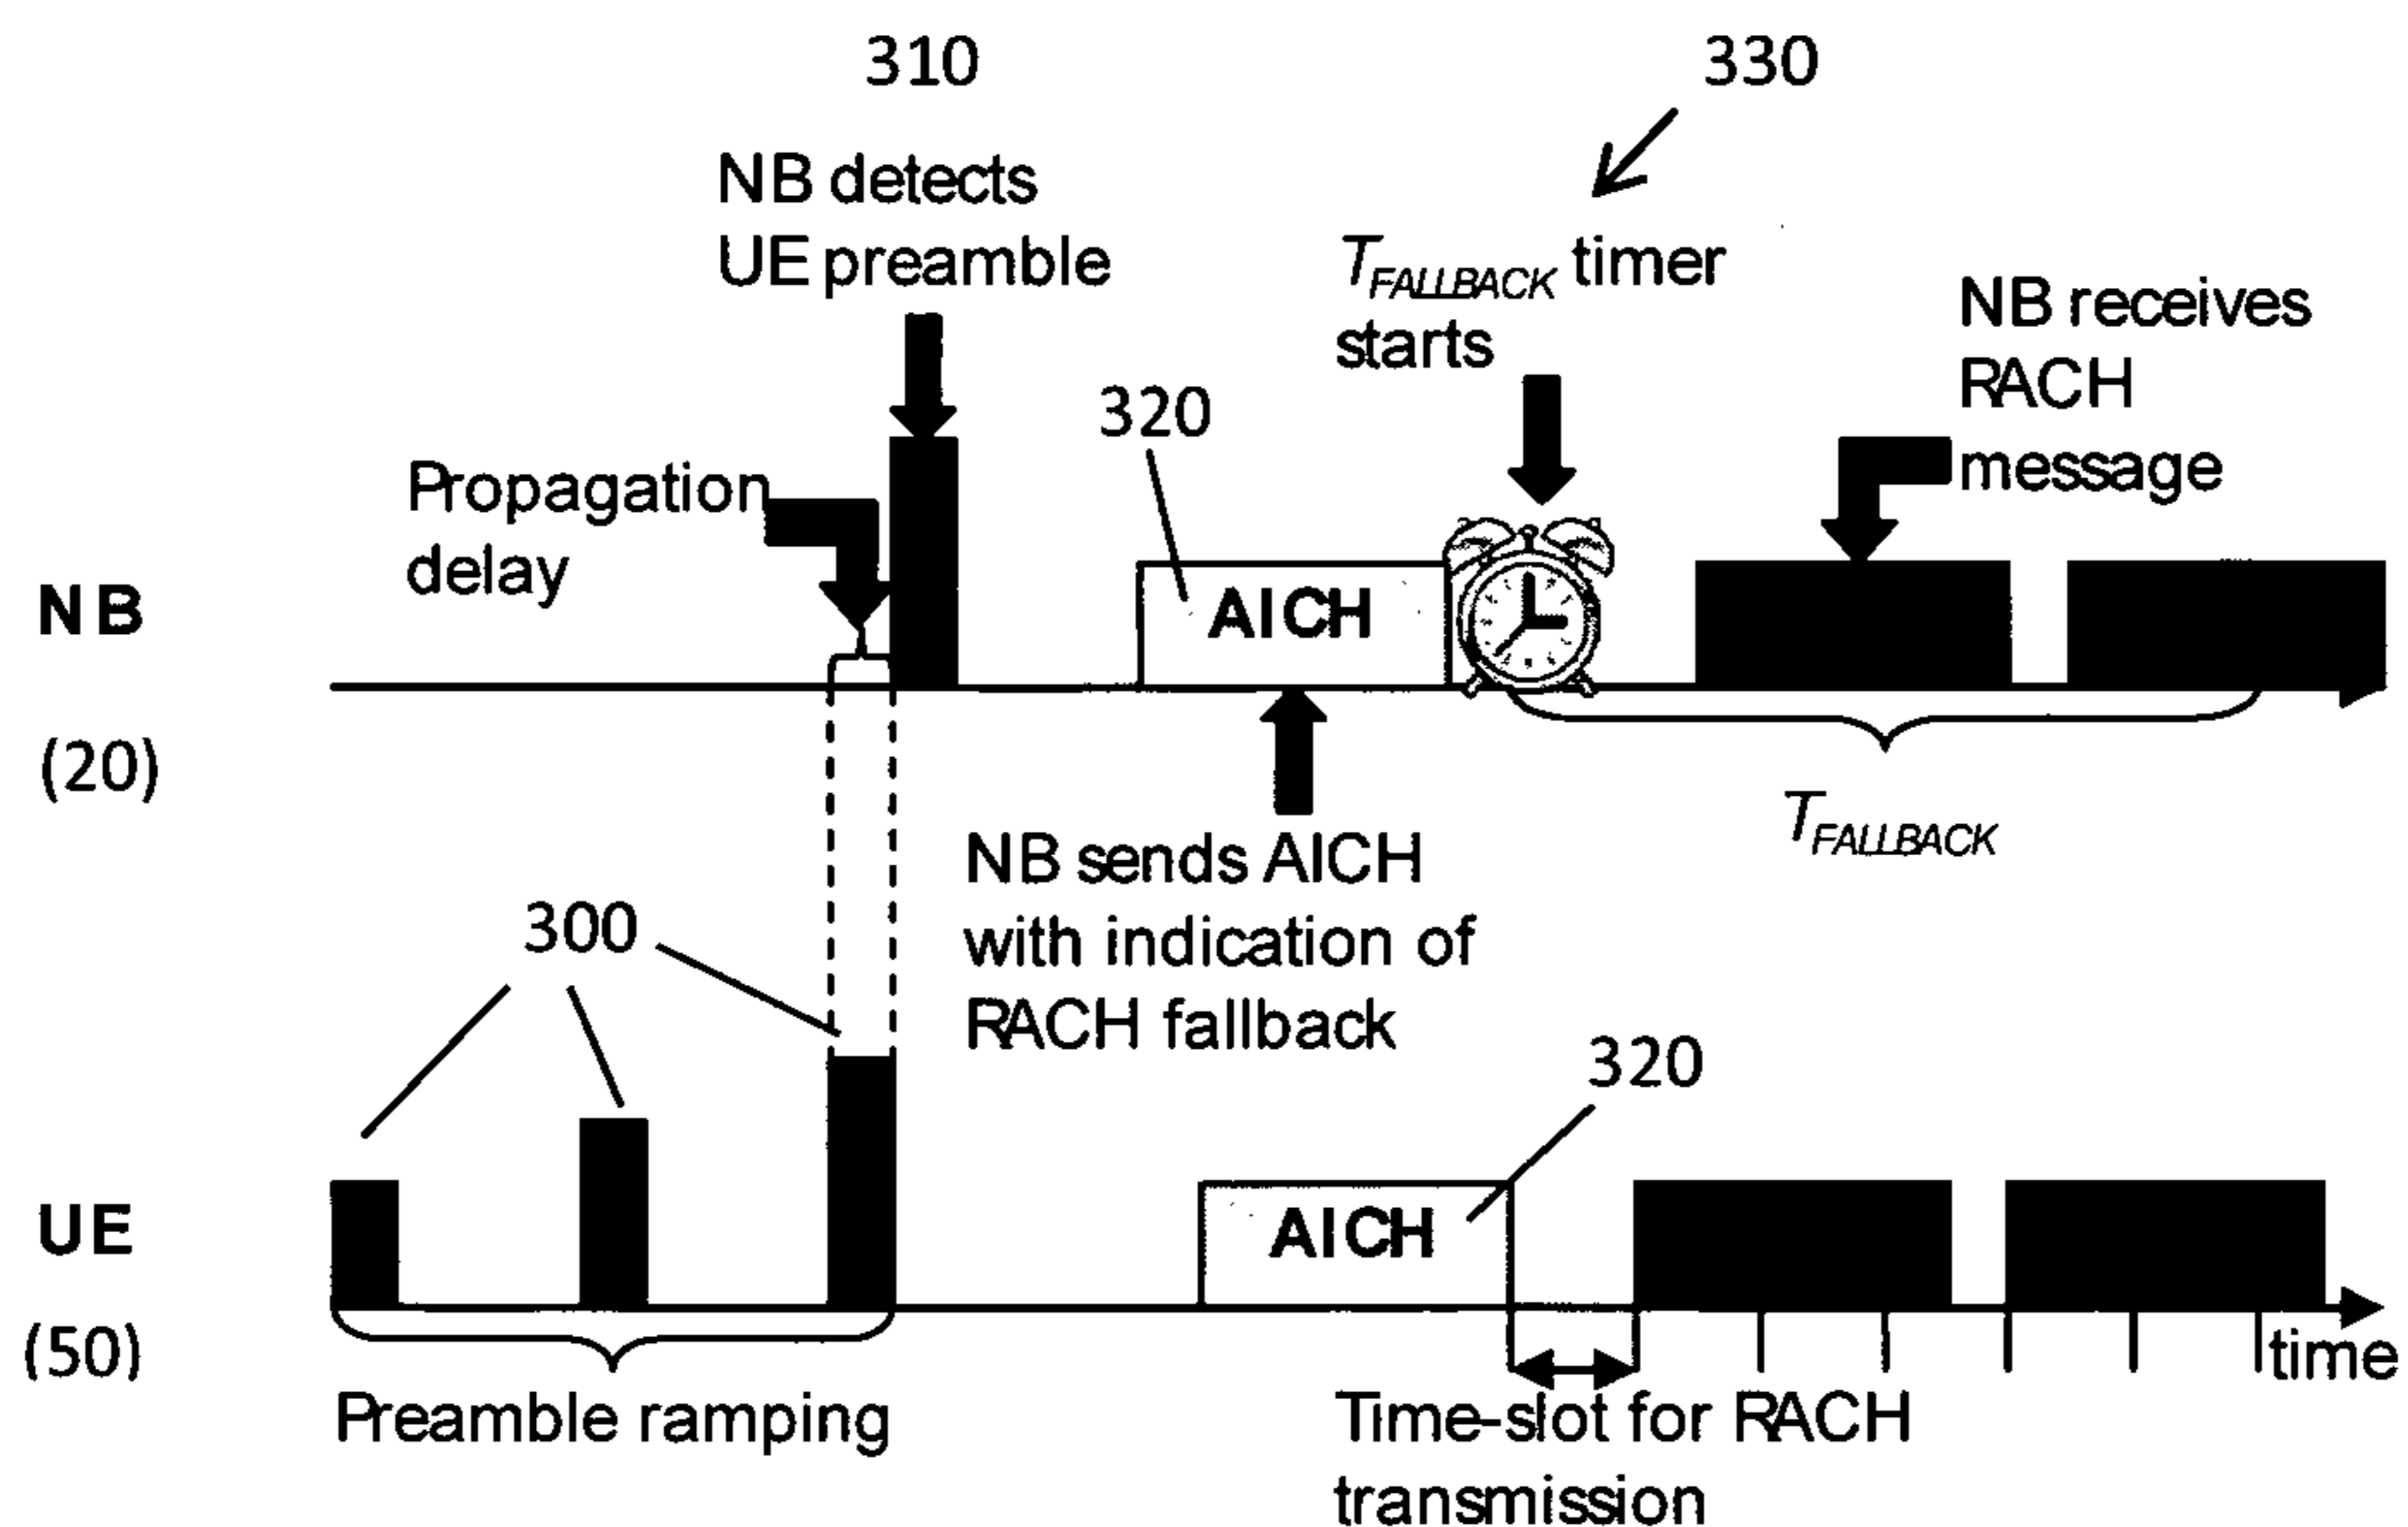 310
330
NB detects
UE preamble
T_FALLBACK timer
starts
NB receives
RACH
message
320
Propagation
delay
NB
AICH
(20)
T_FALLBACK
NB sends AICH
with indication of
RACH fallback
300
320
UE
AICH
(50)
time
Preamble ramping
Time-slot for RACH
transmission